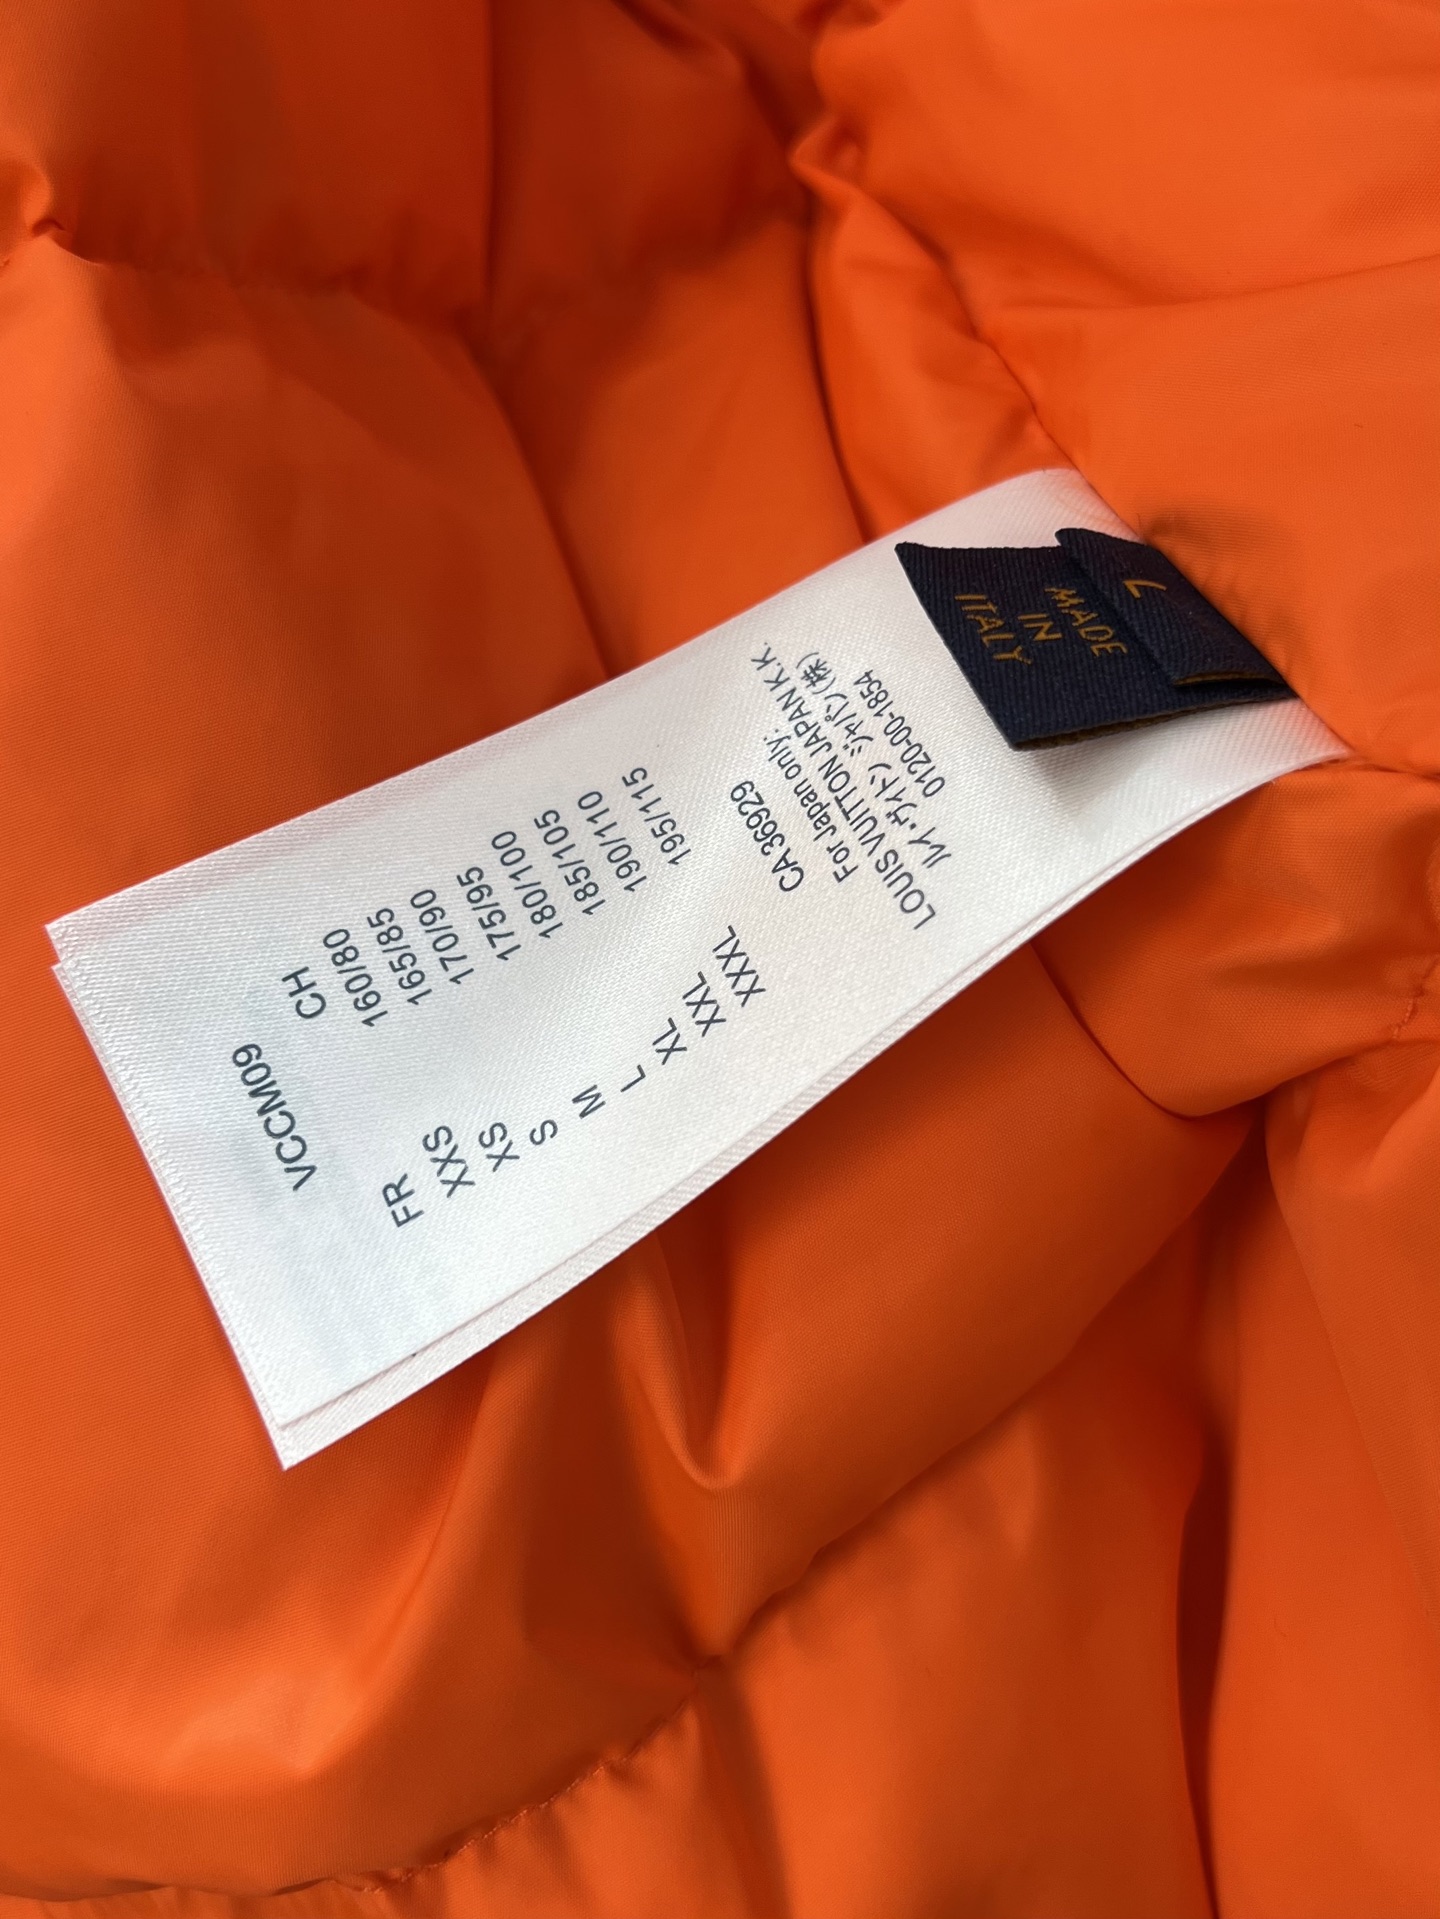 VCCM09
FR CH
XXS 160/80
XS 165/85
S 170/90
M 175/95
L 180/100
XL 185/105
XXL 190/110
XXXL 195/115
CA 36929
For Japan only:
LOUIS VUITTON JAPAN K.K.
ルイ・ヴィトン ジャパン(株)
0120-00-1854
MADE
IN
ITALY
L